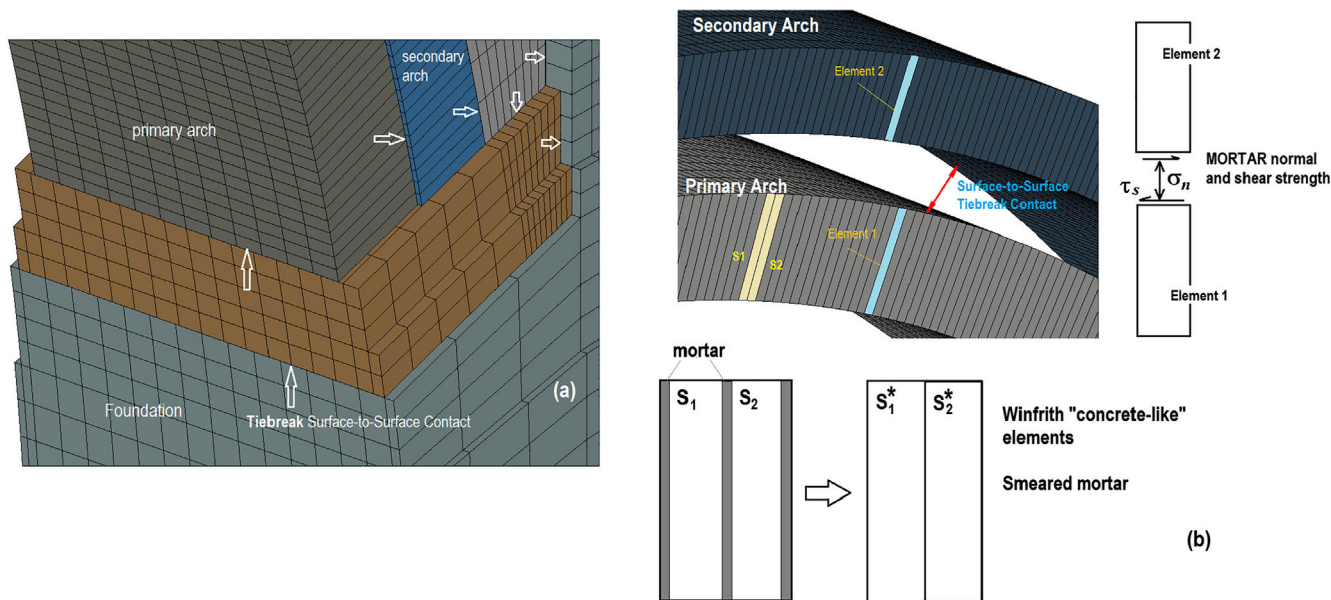 primary arch
secondary
arch
(a)
Foundation
Tiebreak Surface-to-Surface Contact
Secondary Arch
Element 2
Primary Arch
Surface-to-Surface
Tiebreak Contact
S1
S2
Element 1
Element 2
MORTAR normal
and shear strength
τs
σn
Element 1
mortar
S1
S2
S1*
S2*
Winfrith "concrete-like"
elements
Smeared mortar
(b)